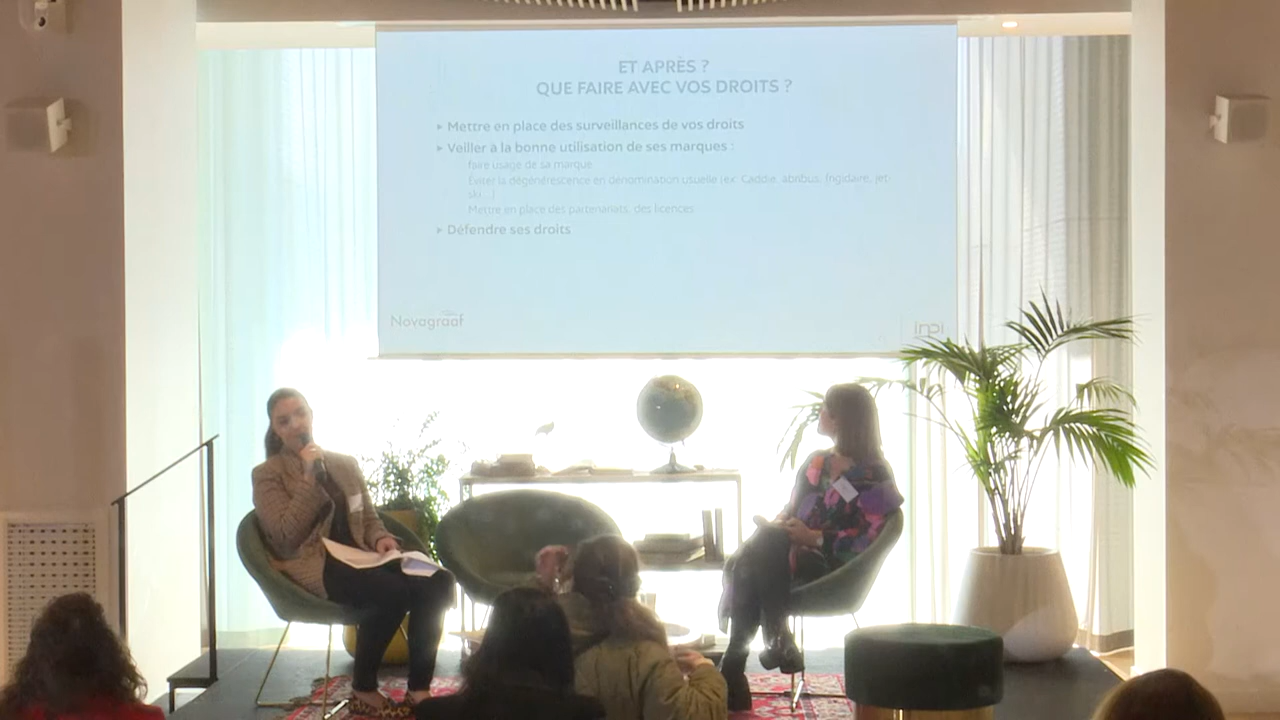 ET APRÈS ?
QUE FAIRE AVEC VOS DROITS ?
▸ Mettre en place des surveillances de vos droits
▸ Veiller à la bonne utilisation de ses marques :
faire usage de sa marque
Éviter la dégénérescence en dénomination usuelle (ex: Caddie, abribus, frigidaire, jet-
ski...)
Mettre en place des partenariats, des licences
▸ Défendre ses droits
Novagraaf
inpi